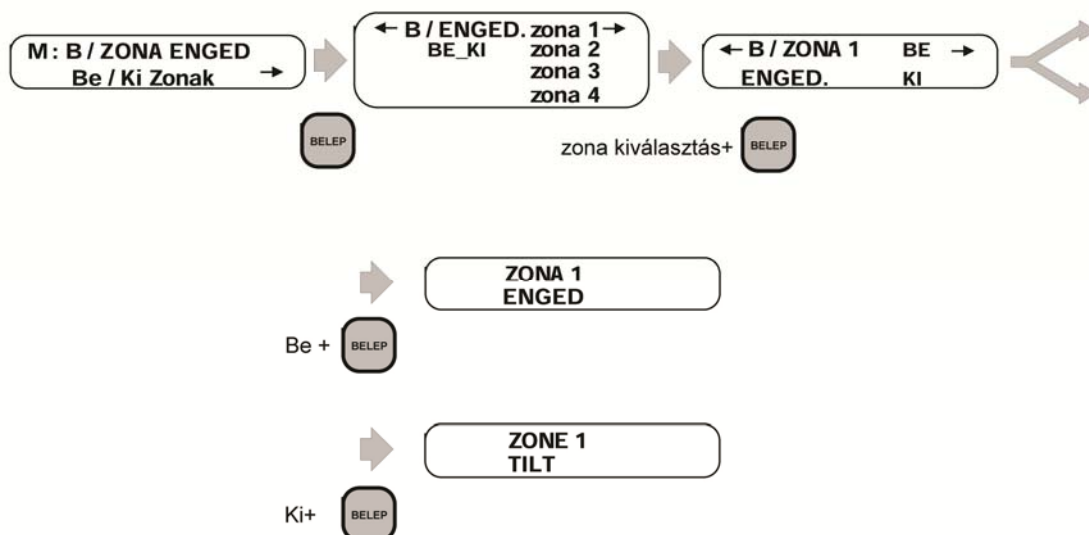 M: B / ZONA ENGED
Be / Ki Zonak →
BELEP
← B / ENGED. zona 1 →
BE_KI zona 2
zona 3
zona 4
zona kiválasztás+ BELEP
← B / ZONA 1 BE →
ENGED. KI
ZONA 1
ENGED
Be + BELEP
ZONE 1
TILT
Ki+ BELEP